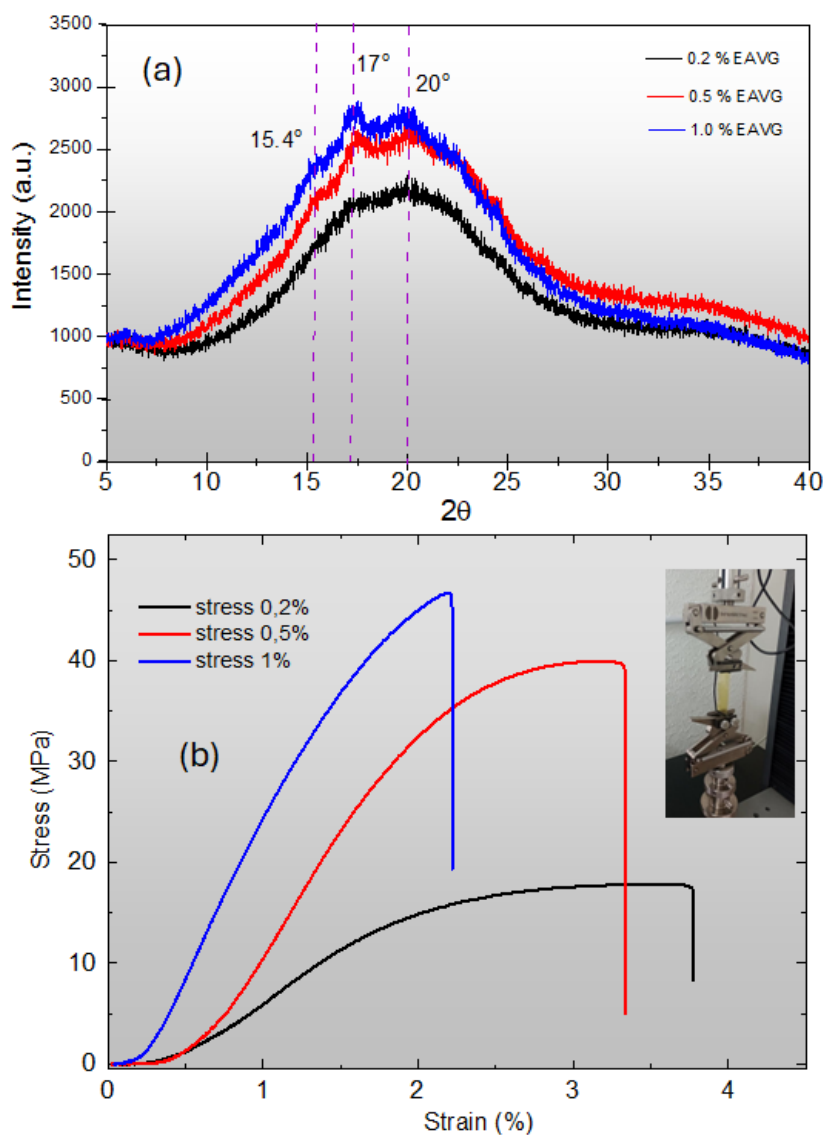 3500
3000
2500
2000
1500
1000
500
0
Intensity (a.u.)
(a)
15.4°
17°
20°
0.2 % EAVG
0.5 % EAVG
1.0 % EAVG
5
10
15
20
25
30
35
40
2θ
50
40
30
20
10
0
Stress (MPa)
stress 0,2%
stress 0,5%
stress 1%
(b)
0
1
2
3
4
Strain (%)